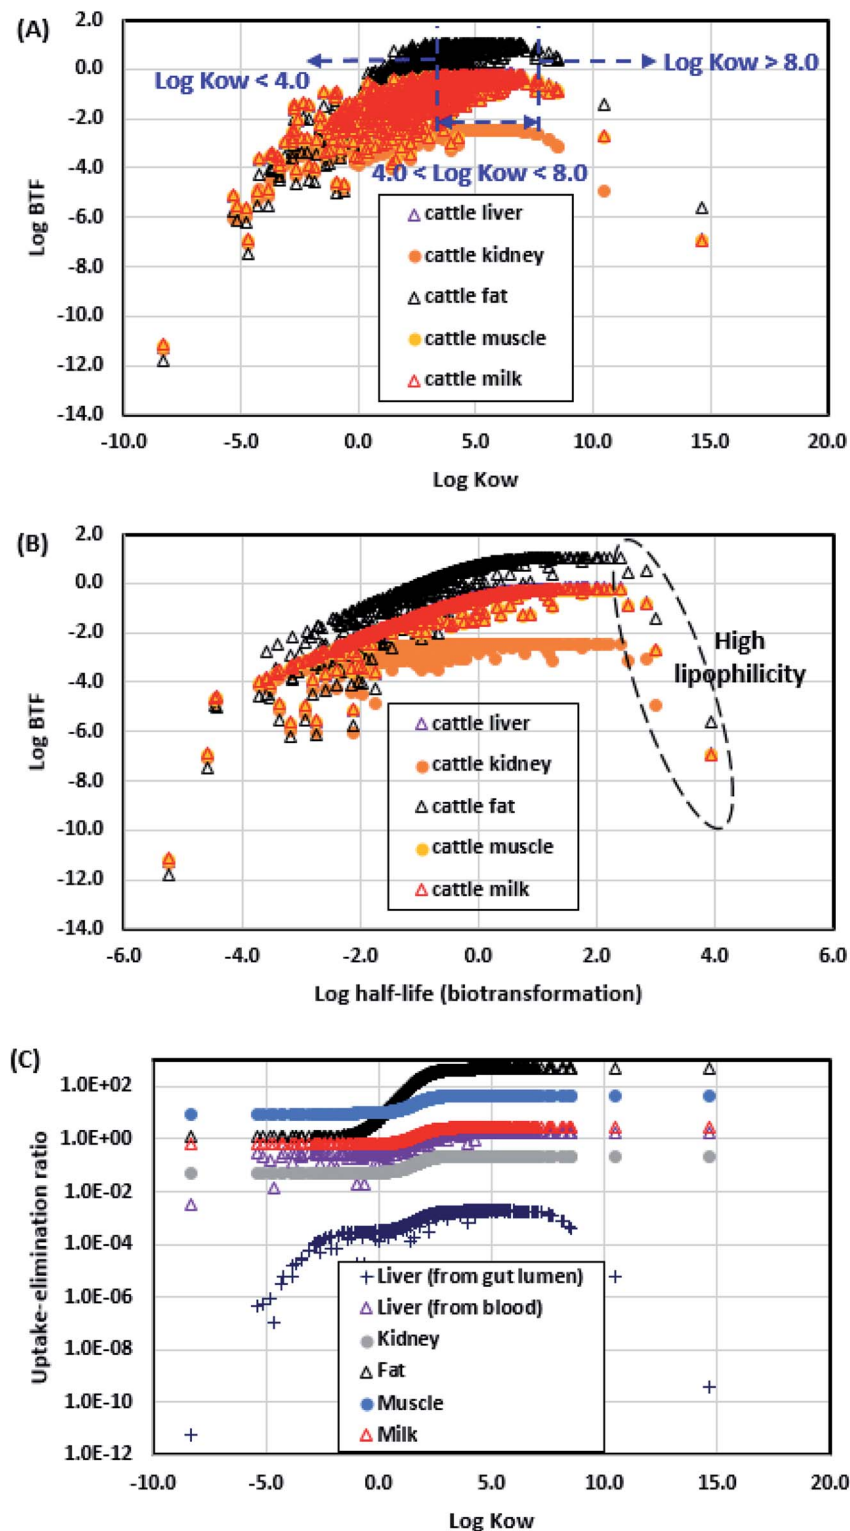 (A)
2.0
0.0
-2.0
-4.0
-6.0
-8.0
-10.0
-12.0
-14.0
Log BTF
Log Kow < 4.0
Log Kow > 8.0
4.0 < Log Kow < 8.0
cattle liver
cattle kidney
cattle fat
cattle muscle
cattle milk
-10.0 -5.0 0.0 5.0 10.0 15.0 20.0
Log Kow
(B)
2.0
0.0
-2.0
-4.0
-6.0
-8.0
-10.0
-12.0
-14.0
Log BTF
High
lipophilicity
cattle liver
cattle kidney
cattle fat
cattle muscle
cattle milk
-6.0 -4.0 -2.0 0.0 2.0 4.0 6.0
Log half-life (biotransformation)
(C)
1.0E+02
1.0E+00
1.0E-02
1.0E-04
1.0E-06
1.0E-08
1.0E-10
1.0E-12
Uptake-elimination ratio
Liver (from gut lumen)
Liver (from blood)
Kidney
Fat
Muscle
Milk
-10.0 -5.0 0.0 5.0 10.0 15.0 20.0
Log Kow